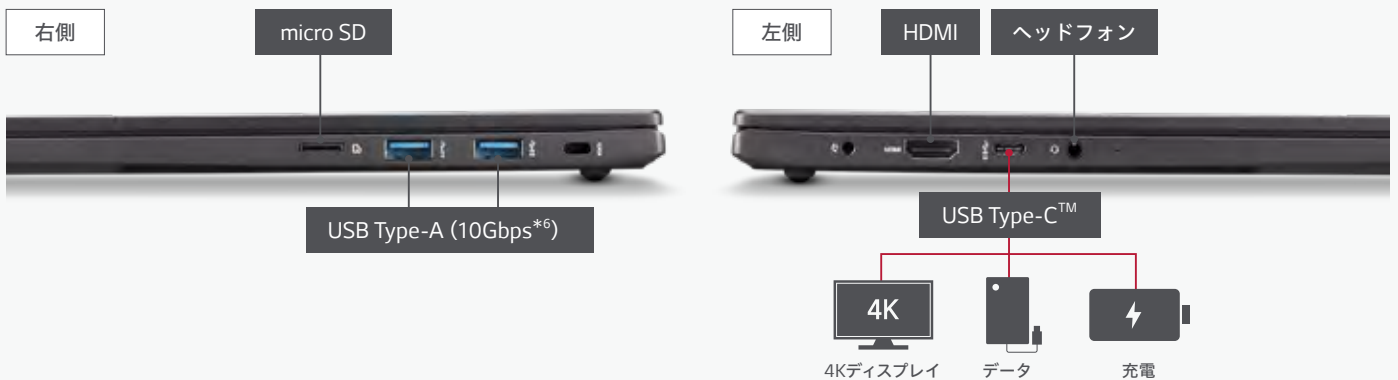 右側
micro SD
USB Type-A (10Gbps*⁶)
左側
HDMI
ヘッドフォン
USB Type-C™
4K
4Kディスプレイ
データ
充電